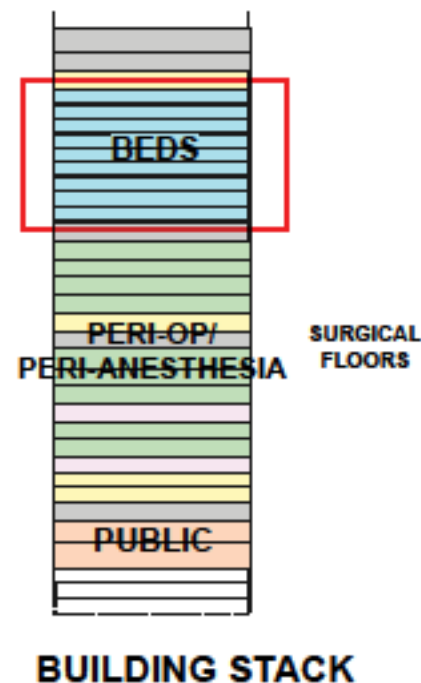 BEDS
PERI-OP/
PERI-ANESTHESIA
SURGICAL
FLOORS
PUBLIC
BUILDING STACK